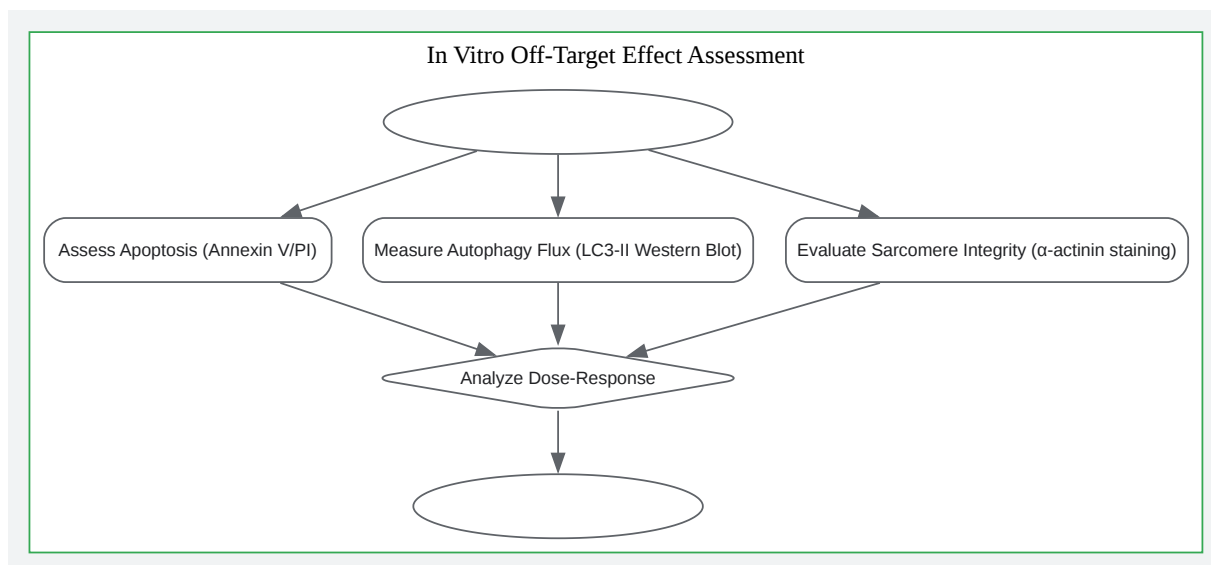 In Vitro Off-Target Effect Assessment
Assess Apoptosis (Annexin V/PI)
Measure Autophagy Flux (LC3-II Western Blot)
Evaluate Sarcomere Integrity (α-actinin staining)
Analyze Dose-Response